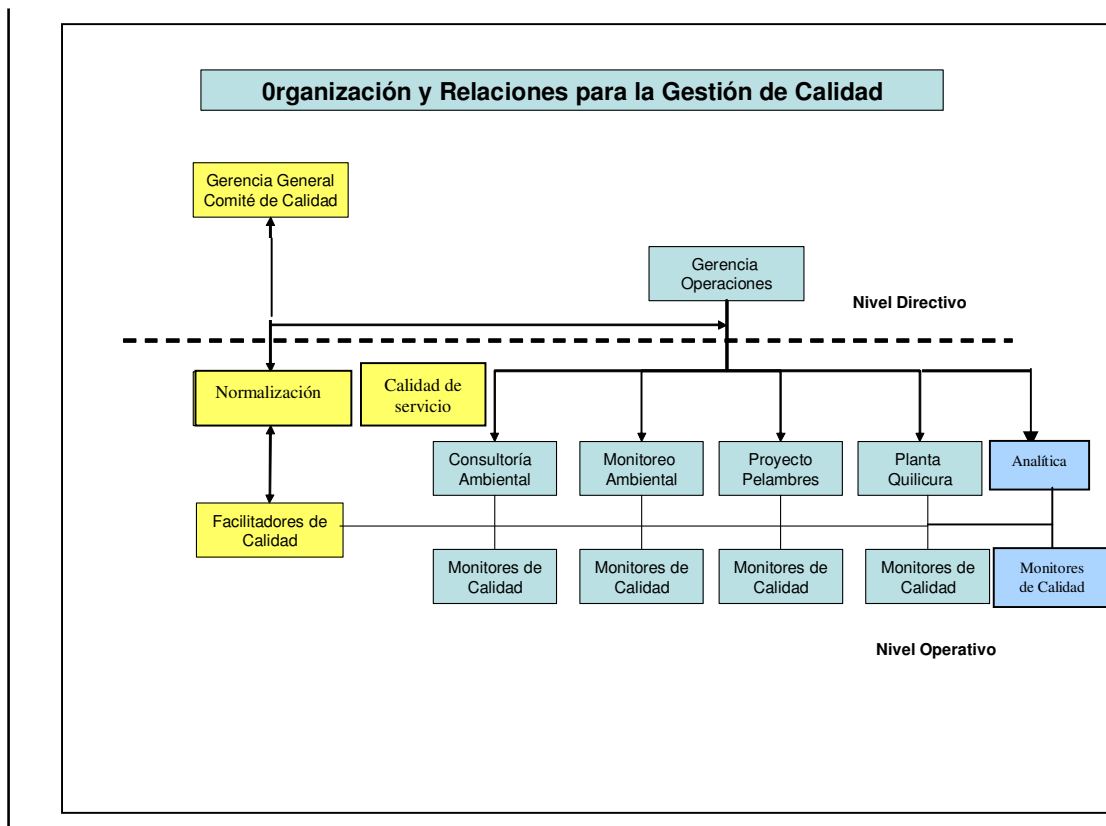 0rganización y Relaciones para la Gestión de Calidad
Gerencia General
Comité de Calidad
Gerencia
Operaciones
Nivel Directivo
Normalización
Calidad de
servicio
Consultoría
Ambiental
Monitoreo
Ambiental
Proyecto
Pelambres
Planta
Quilicura
Analítica
Facilitadores de
Calidad
Monitores de
Calidad
Monitores de
Calidad
Monitores de
Calidad
Monitores de
Calidad
Monitores
de Calidad
Nivel Operativo